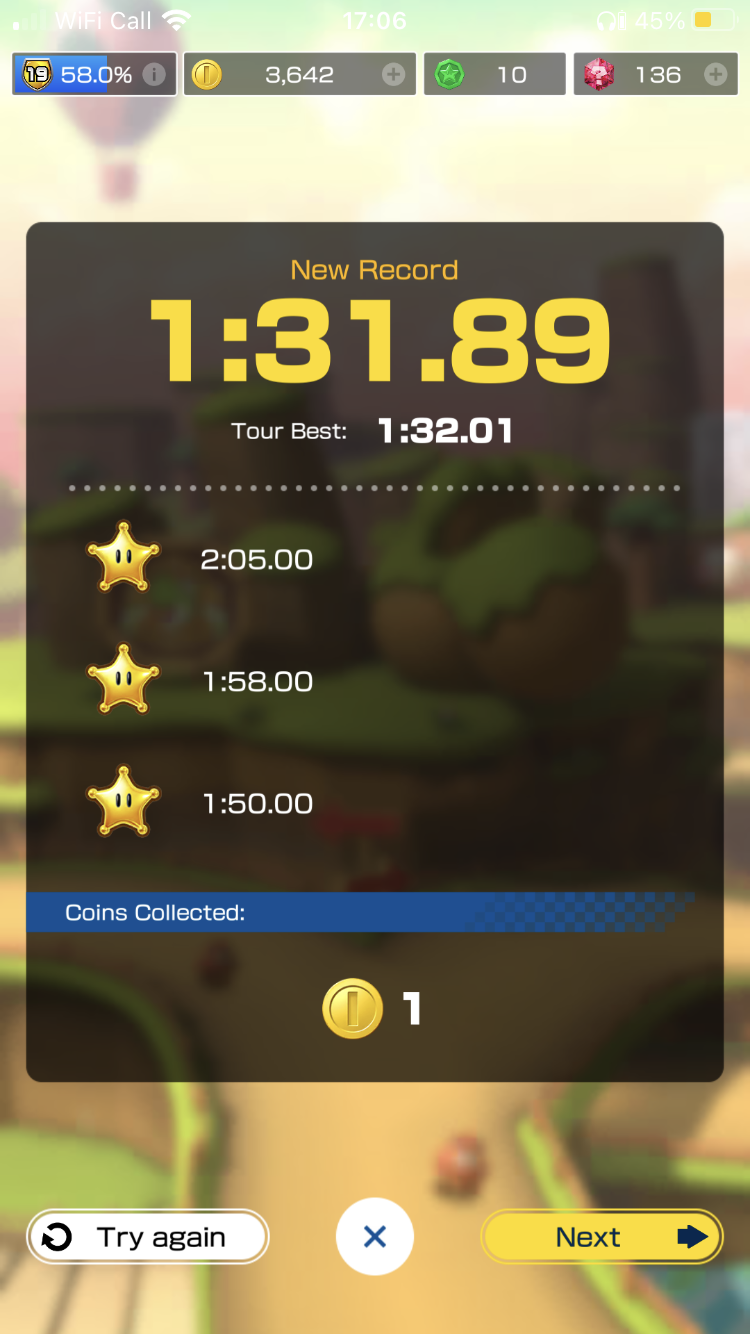 WiFi Call 17:06 45%
19 58.0% i 3,642 10 ? 136
New Record
1:31.89
Tour Best: 1:32.01
2:05.00
1:58.00
1:50.00
Coins Collected:
1
Try again Next